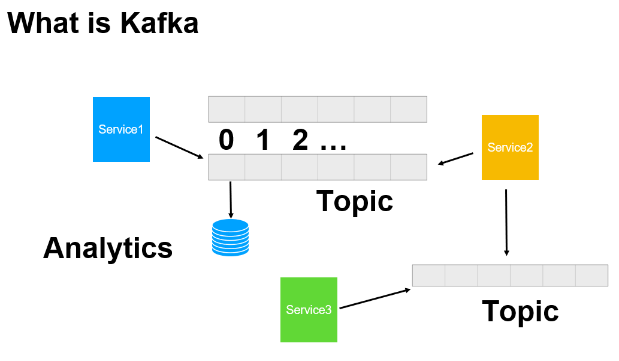 What is Kafka
Service1
0 1 2 ...
Service2
Topic
Analytics
Service3
Topic